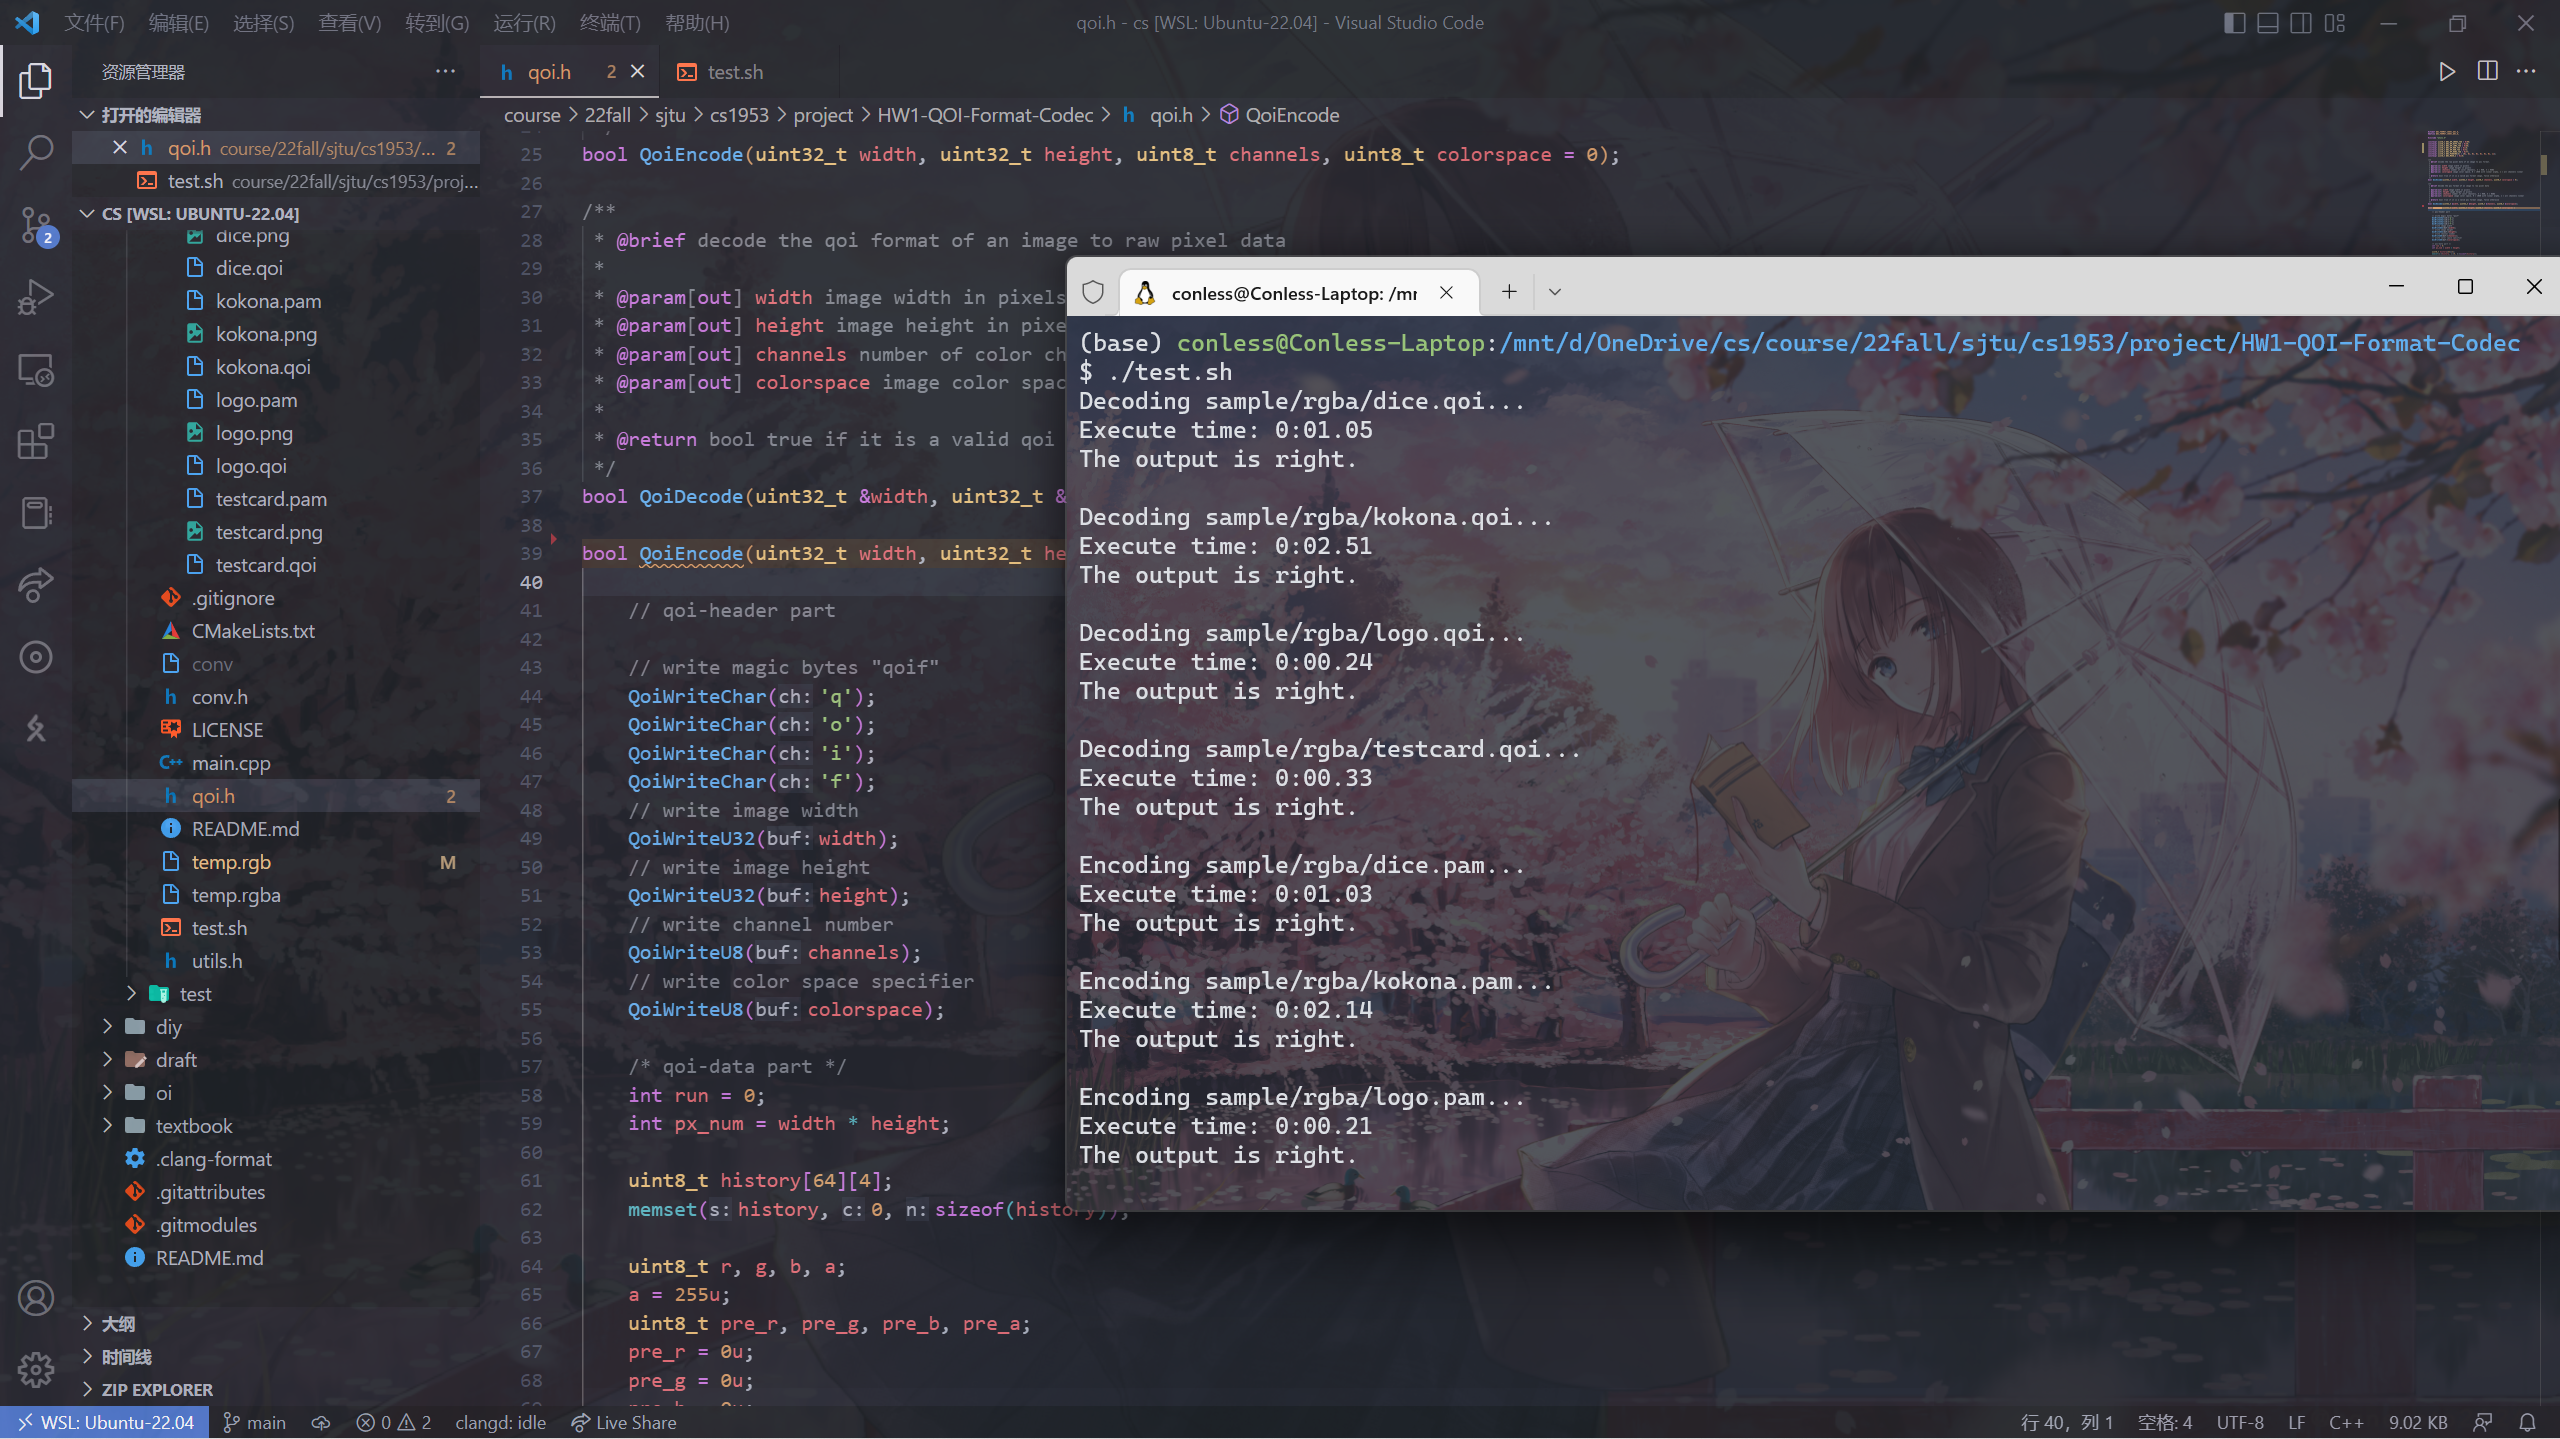 文件(F) 编辑(E) 选择(S) 查看(V) 转到(G) 运行(R) 终端(T) 帮助(H)
qoi.h - cs [WSL: Ubuntu-22.04] - Visual Studio Code
资源管理器
打开的编辑器
qoi.h course/22fall/sjtu/cs1953/... 2
test.sh course/22fall/sjtu/cs1953/proj...
CS [WSL: UBUNTU-22.04]
2
dice.png
dice.qoi
kokona.pam
kokona.png
kokona.qoi
logo.pam
logo.png
logo.qoi
testcard.pam
testcard.png
testcard.qoi
.gitignore
CMakeLists.txt
conv
conv.h
LICENSE
main.cpp
qoi.h 2
README.md
temp.rgb M
temp.rgba
test.sh
utils.h
test
diy
draft
oi
textbook
.clang-format
.gitattributes
.gitmodules
README.md
大纲
时间线
ZIP EXPLORER
qoi.h 2
test.sh
course > 22fall > sjtu > cs1953 > project > HW1-QOI-Format-Codec > qoi.h > QoiEncode
25 bool QoiEncode(uint32_t width, uint32_t height, uint8_t channels, uint8_t colorspace = 0);
26
27 /**
28 * @brief decode the qoi format of an image to raw pixel data
29 *
30 * @param[out] width image width in pixels
31 * @param[out] height image height in pixe
32 * @param[out] channels number of color ch
33 * @param[out] colorspace image color spac
34 *
35 * @return bool true if it is a valid qoi
36 */
37 bool QoiDecode(uint32_t &width, uint32_t &
38
39 bool QoiEncode(uint32_t width, uint32_t he
40
41 // qoi-header part
42
43 // write magic bytes "qoif"
44 QoiWriteChar(ch: 'q');
45 QoiWriteChar(ch: 'o');
46 QoiWriteChar(ch: 'i');
47 QoiWriteChar(ch: 'f');
48 // write image width
49 QoiWriteU32(buf: width);
50 // write image height
51 QoiWriteU32(buf: height);
52 // write channel number
53 QoiWriteU8(buf: channels);
54 // write color space specifier
55 QoiWriteU8(buf: colorspace);
56
57 /* qoi-data part */
58 int run = 0;
59 int px_num = width * height;
60
61 uint8_t history[64][4];
62 memset(s: history, c: 0, n: sizeof(history));
63
64 uint8_t r, g, b, a;
65 a = 255u;
66 uint8_t pre_r, pre_g, pre_b, pre_a;
67 pre_r = 0u;
68 pre_g = 0u;
conless@Conless-Laptop: /mn
(base) conless@Conless-Laptop:/mnt/d/OneDrive/cs/course/22fall/sjtu/cs1953/project/HW1-QOI-Format-Codec
$ ./test.sh
Decoding sample/rgba/dice.qoi...
Execute time: 0:01.05
The output is right.
Decoding sample/rgba/kokona.qoi...
Execute time: 0:02.51
The output is right.
Decoding sample/rgba/logo.qoi...
Execute time: 0:00.24
The output is right.
Decoding sample/rgba/testcard.qoi...
Execute time: 0:00.33
The output is right.
Encoding sample/rgba/dice.pam...
Execute time: 0:01.03
The output is right.
Encoding sample/rgba/kokona.pam...
Execute time: 0:02.14
The output is right.
Encoding sample/rgba/logo.pam...
Execute time: 0:00.21
The output is right.
WSL: Ubuntu-22.04 main 0 2 clangd: idle Live Share
行 40，列 1 空格: 4 UTF-8 LF C++ 9.02 KB